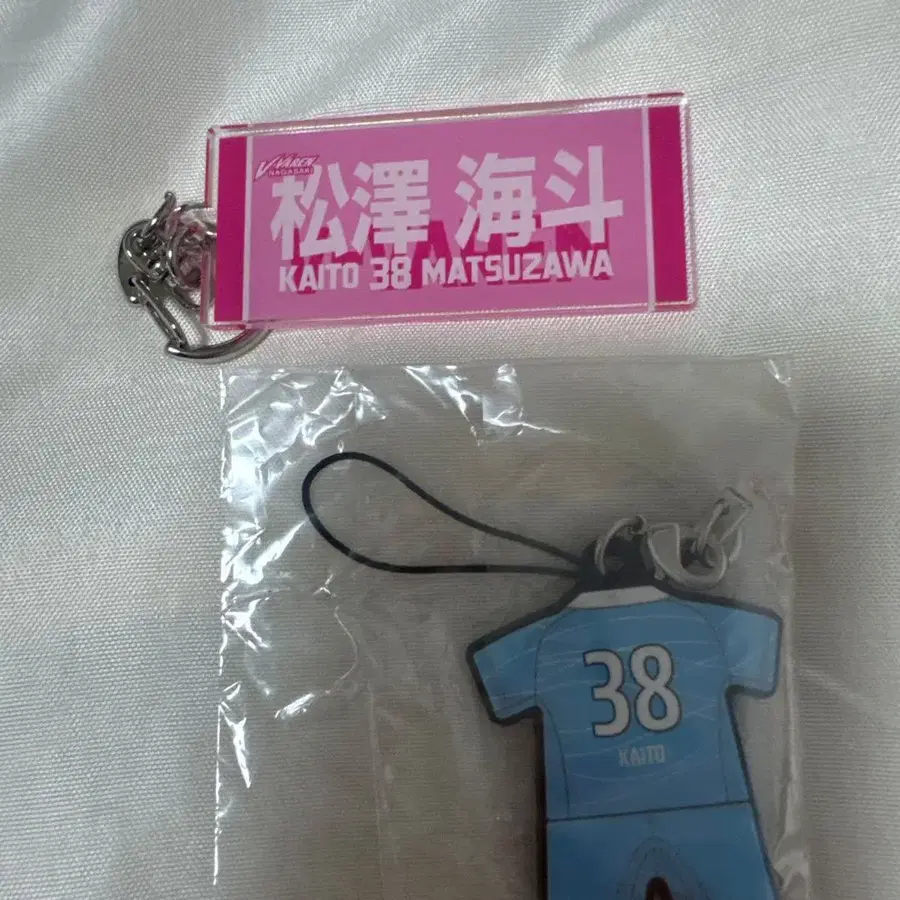 V·VAREN
NAGASAKI
松澤 海斗
KAITO 38 MATSUZAWA
38
KAITO